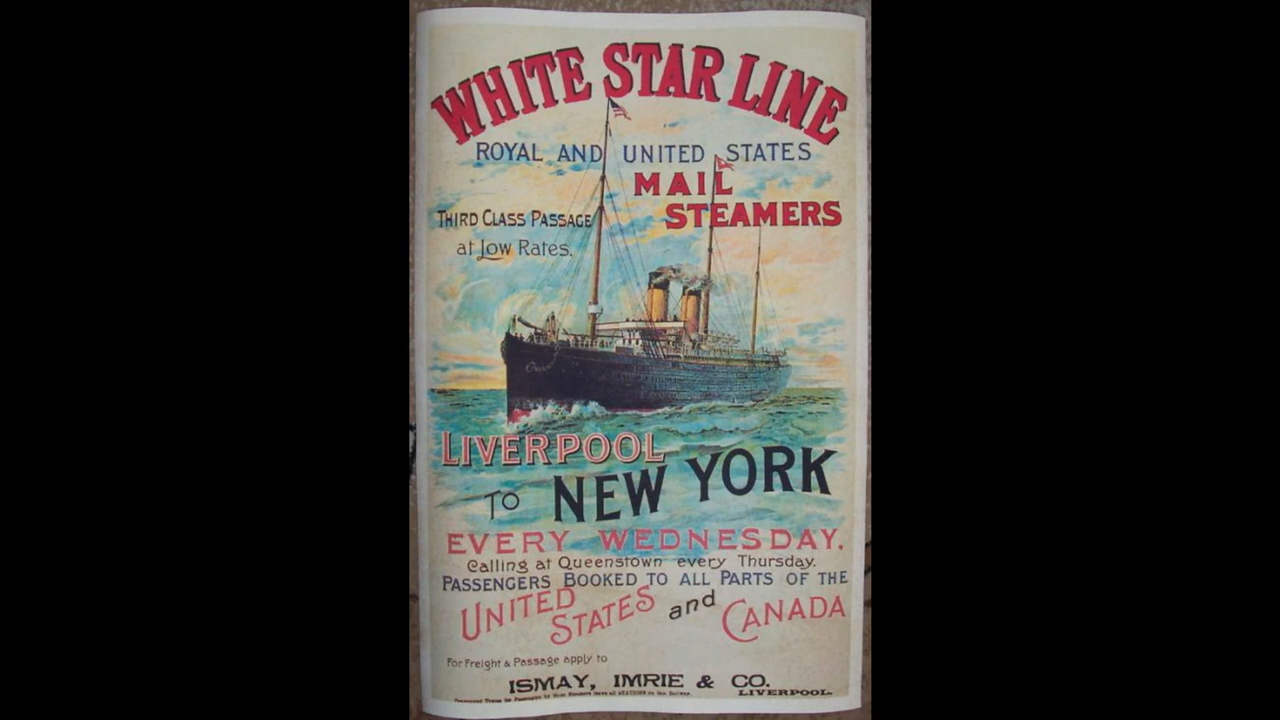 WHITE STAR LINE
ROYAL AND UNITED STATES
MAIL
STEAMERS
THIRD CLASS PASSAGE
at Low Rates.
LIVERPOOL
TO NEW YORK
EVERY WEDNESDAY.
Calling at Queenstown every Thursday.
PASSENGERS BOOKED TO ALL PARTS OF THE
UNITED STATES and CANADA
For Freight & Passage apply to
ISMAY, IMRIE & CO.
LIVERPOOL.